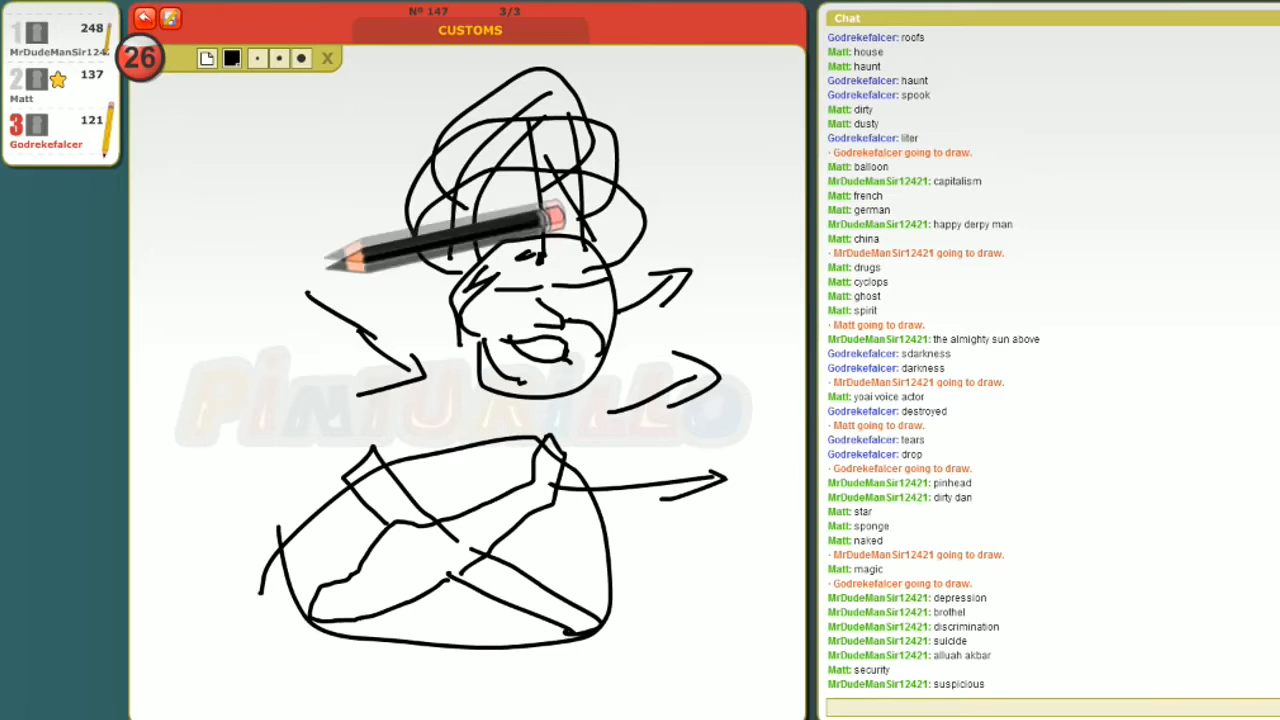 1 248
MrDudeManSir124
2 137
Matt
3 121
Godrekefalcer
26
Nº 147 3/3
CUSTOMS
X
PINTURILLO
Chat
Godrekefalcer: roofs
Matt: house
Matt: haunt
Godrekefalcer: haunt
Godrekefalcer: spook
Matt: dirty
Matt: dusty
Godrekefalcer: liter
· Godrekefalcer going to draw.
Matt: balloon
MrDudeManSir12421: capitalism
Matt: french
Matt: german
MrDudeManSir12421: happy derpy man
Matt: china
· MrDudeManSir12421 going to draw.
Matt: drugs
Matt: cyclops
Matt: ghost
Matt: spirit
· Matt going to draw.
MrDudeManSir12421: the almighty sun above
Godrekefalcer: sdarkness
Godrekefalcer: darkness
· MrDudeManSir12421 going to draw.
Matt: yoai voice actor
Godrekefalcer: destroyed
· Matt going to draw.
Godrekefalcer: tears
Godrekefalcer: drop
· Godrekefalcer going to draw.
MrDudeManSir12421: pinhead
MrDudeManSir12421: dirty dan
Matt: star
Matt: sponge
Matt: naked
· MrDudeManSir12421 going to draw.
Matt: magic
· Godrekefalcer going to draw.
MrDudeManSir12421: depression
MrDudeManSir12421: brothel
MrDudeManSir12421: discrimination
MrDudeManSir12421: suicide
MrDudeManSir12421: alluah akbar
Matt: security
MrDudeManSir12421: suspicious